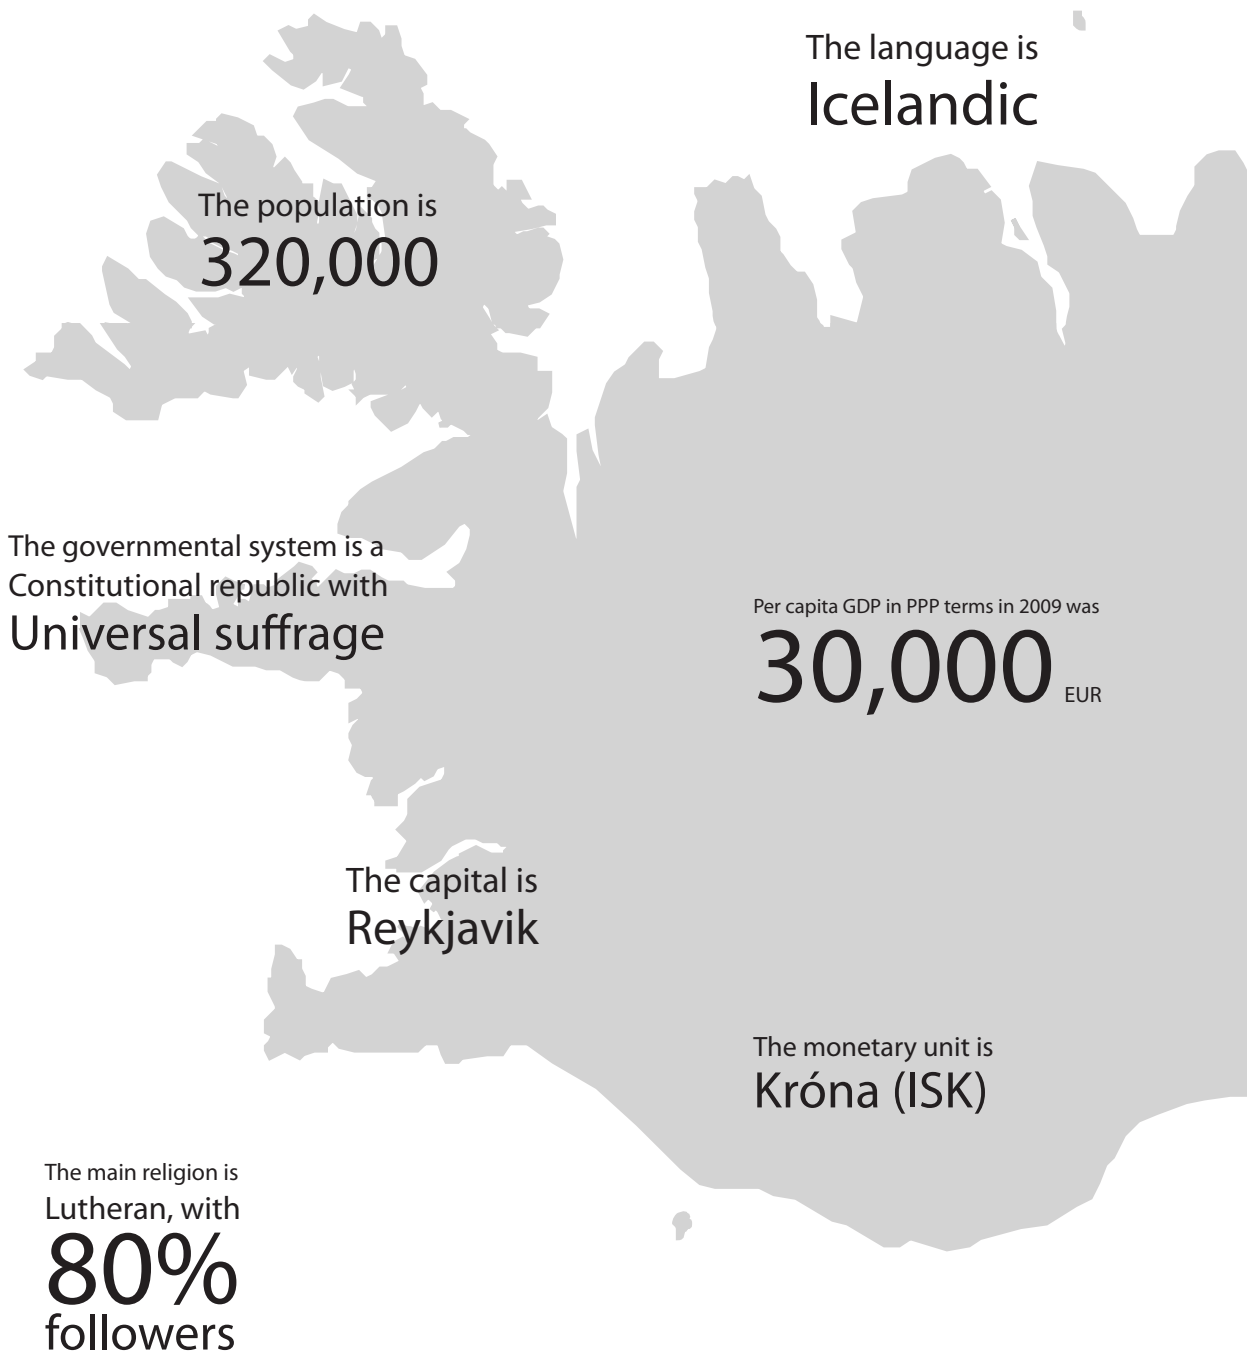 The language is
Icelandic
The population is
320,000
The governmental system is a
Constitutional republic with
Universal suffrage
Per capita GDP in PPP terms in 2009 was
30,000 EUR
The capital is
Reykjavik
The monetary unit is
Króna (ISK)
The main religion is
Lutheran, with
80%
followers